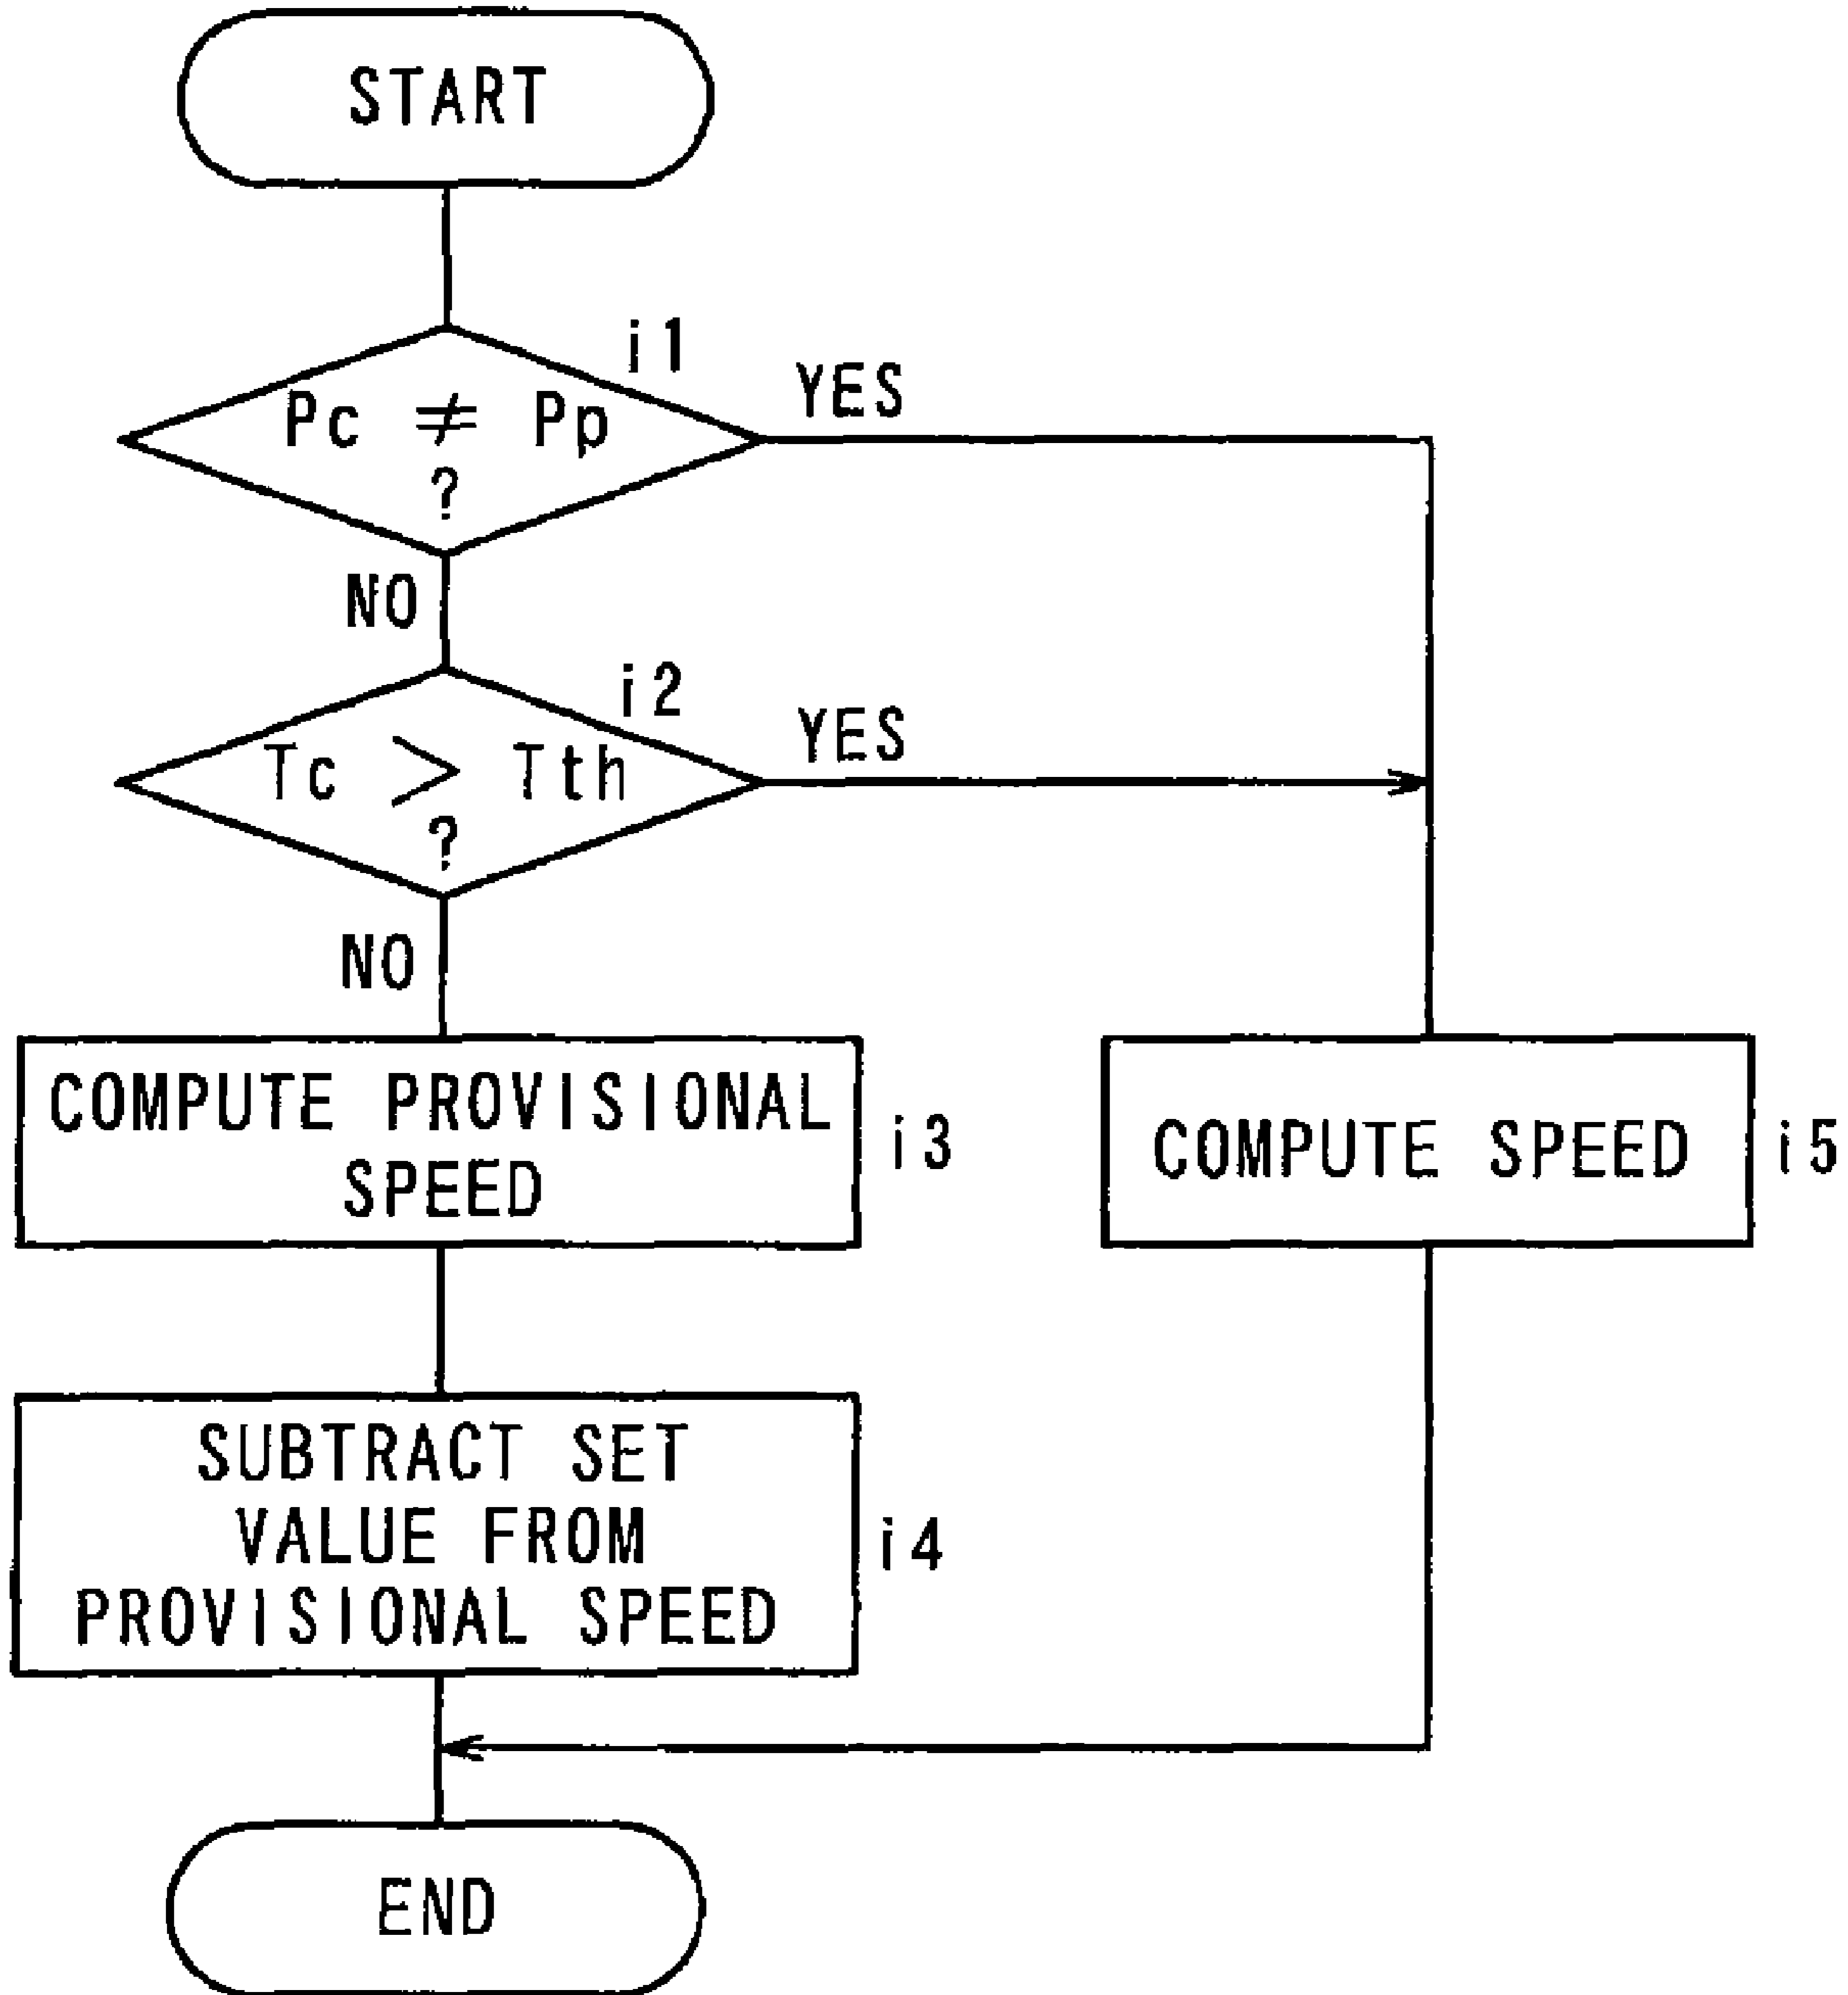 START
i1
Pc ≠ Pp
?
YES
NO
i2
Tc > Tth
?
YES
NO
COMPUTE PROVISIONAL
SPEED
i3
COMPUTE SPEED
i5
SUBTRACT SET
VALUE FROM
PROVISIONAL SPEED
i4
END